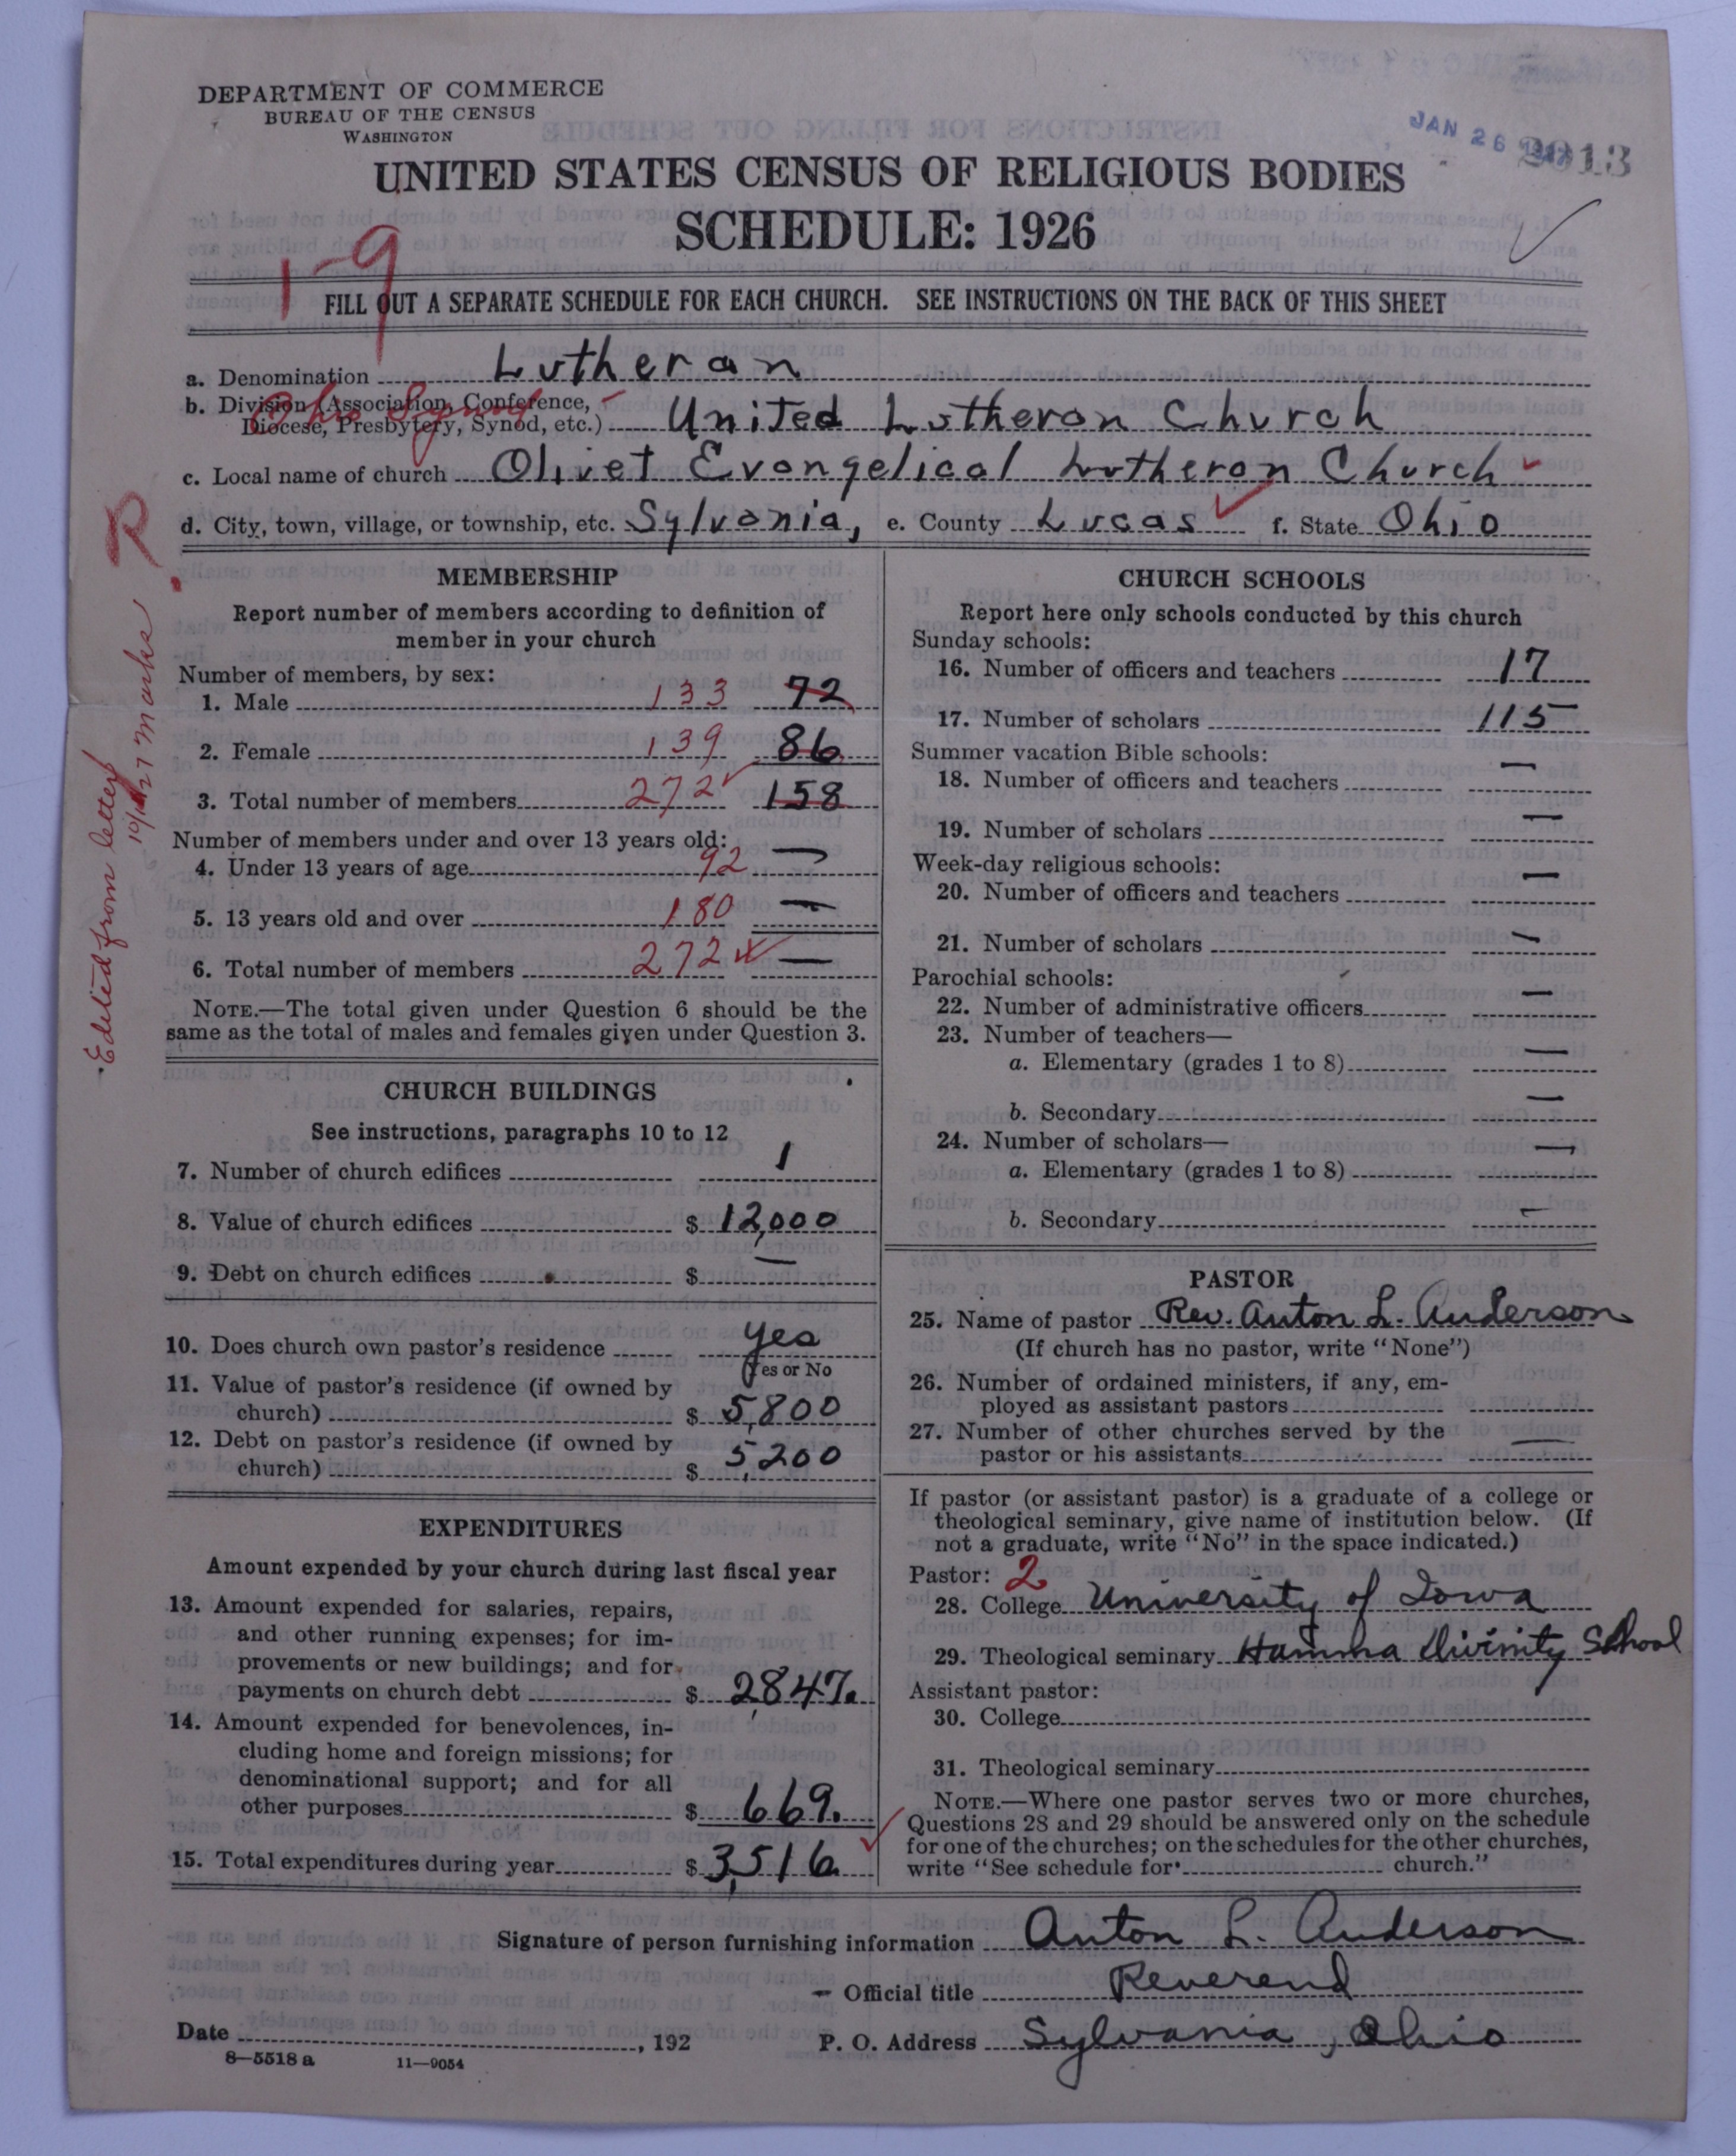 DEPARTMENT OF COMMERCE
BUREAU OF THE CENSUS
WASHINGTON
JAN 26
2013
UNITED STATES CENSUS OF RELIGIOUS BODIES
SCHEDULE: 1926
1-9
FILL OUT A SEPARATE SCHEDULE FOR EACH CHURCH. SEE INSTRUCTIONS ON THE BACK OF THIS SHEET
a. Denomination Lutheran
b. Division (Association, Conference, Diocese, Presbytery, Synod, etc.) United Lutheran Church
Ohio Synod
c. Local name of church Olivet Evangelical Lutheran Church
d. City, town, village, or township, etc. Sylvania, e. County Lucas f. State Ohio
Edited from letter
10/1/27 Marks
P
MEMBERSHIP
Report number of members according to definition of
member in your church
Number of members, by sex:
1. Male 133 72
2. Female 139 86
3. Total number of members 272 158
Number of members under and over 13 years old:
4. Under 13 years of age 92 —
5. 13 years old and over 180 —
6. Total number of members 272 —
NOTE.—The total given under Question 6 should be the
same as the total of males and females given under Question 3.
CHURCH BUILDINGS
See instructions, paragraphs 10 to 12
7. Number of church edifices 1
8. Value of church edifices $ 12,000
9. Debt on church edifices $ —
10. Does church own pastor's residence yes
(Yes or No
11. Value of pastor's residence (if owned by
church) $ 5,800
12. Debt on pastor's residence (if owned by
church) $ 5,200
EXPENDITURES
Amount expended by your church during last fiscal year
13. Amount expended for salaries, repairs,
and other running expenses; for im-
provements or new buildings; and for
payments on church debt $ 2,847.
14. Amount expended for benevolences, in-
cluding home and foreign missions; for
denominational support; and for all
other purposes $ 669.
15. Total expenditures during year $ 3,516.
CHURCH SCHOOLS
Report here only schools conducted by this church
Sunday schools:
16. Number of officers and teachers 17
17. Number of scholars 115
Summer vacation Bible schools:
18. Number of officers and teachers —
19. Number of scholars —
Week-day religious schools:
20. Number of officers and teachers —
21. Number of scholars —
Parochial schools:
22. Number of administrative officers —
23. Number of teachers—
a. Elementary (grades 1 to 8) —
b. Secondary —
24. Number of scholars—
a. Elementary (grades 1 to 8) —
b. Secondary —
PASTOR
25. Name of pastor Rev. Anton L. Anderson
(If church has no pastor, write "None")
26. Number of ordained ministers, if any, em-
ployed as assistant pastors
27. Number of other churches served by the
pastor or his assistants —
If pastor (or assistant pastor) is a graduate of a college or
theological seminary, give name of institution below. (If
not a graduate, write "No" in the space indicated.)
Pastor: 2
28. College University of Iowa
29. Theological seminary Hamma Divinity School
Assistant pastor:
30. College
31. Theological seminary
NOTE.—Where one pastor serves two or more churches,
Questions 28 and 29 should be answered only on the schedule
for one of the churches; on the schedules for the other churches,
write "See schedule for church."
Signature of person furnishing information Anton L. Anderson
Official title Reverend
Date , 192 P. O. Address Sylvania, Ohio
8—5518 a 11—9054